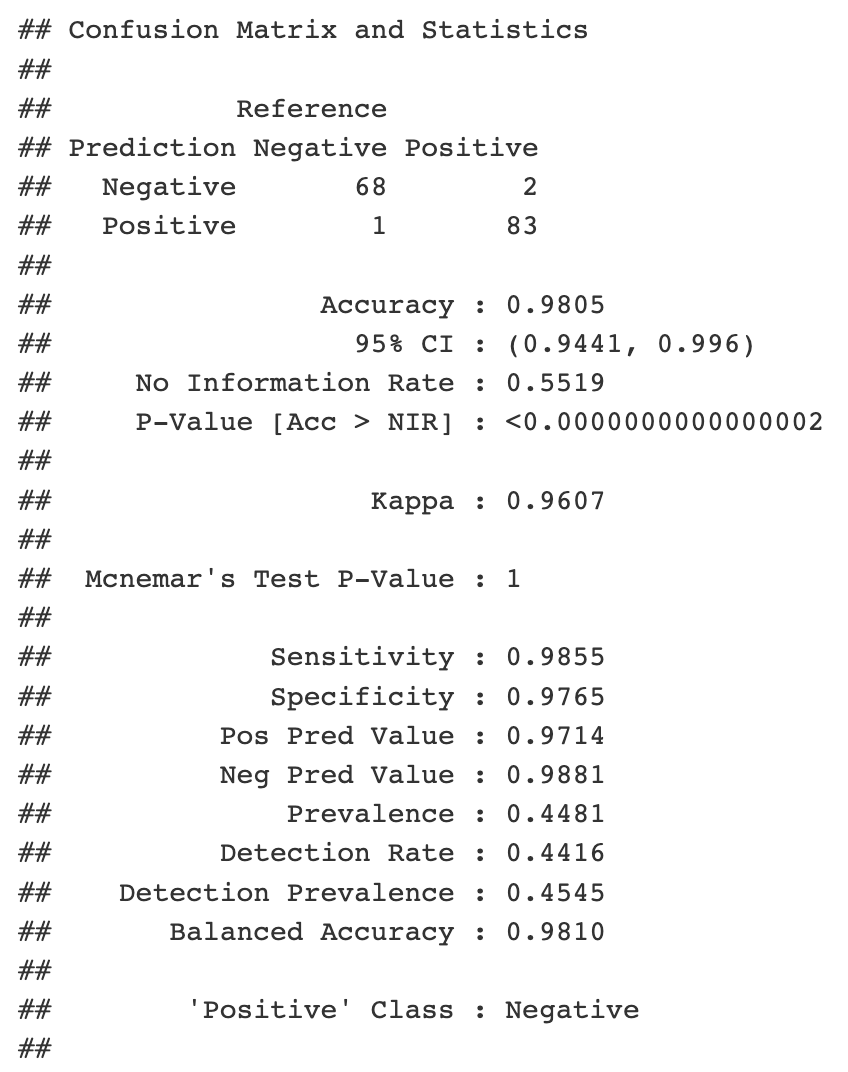 ## Confusion Matrix and Statistics
##
##           Reference
## Prediction Negative Positive
##   Negative       68        2
##   Positive        1       83
##
##                Accuracy : 0.9805
##                  95% CI : (0.9441, 0.996)
##     No Information Rate : 0.5519
##     P-Value [Acc > NIR] : <0.0000000000000002
##
##                   Kappa : 0.9607
##
##  Mcnemar's Test P-Value : 1
##
##             Sensitivity : 0.9855
##             Specificity : 0.9765
##          Pos Pred Value : 0.9714
##          Neg Pred Value : 0.9881
##              Prevalence : 0.4481
##          Detection Rate : 0.4416
##    Detection Prevalence : 0.4545
##       Balanced Accuracy : 0.9810
##
##        'Positive' Class : Negative
##